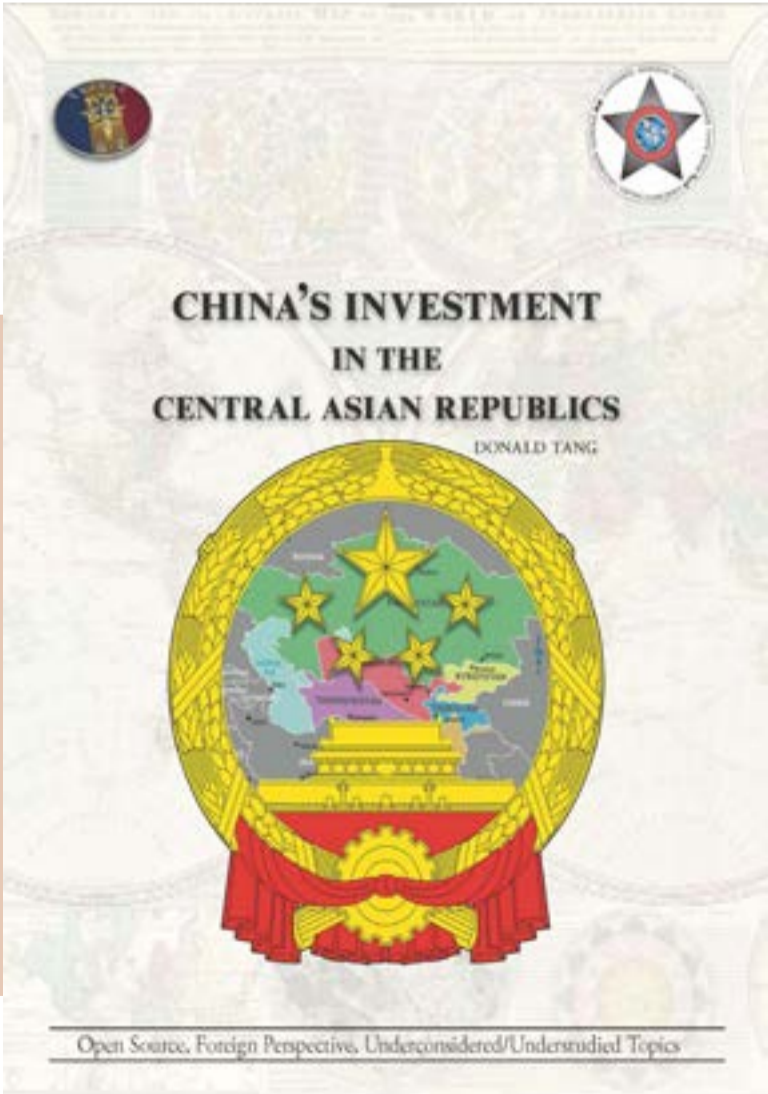 CHINA'S INVESTMENT
IN THE
CENTRAL ASIAN REPUBLICS
DONALD TANG
Open Source, Foreign Perspective, Underconsidered/Understudied Topics